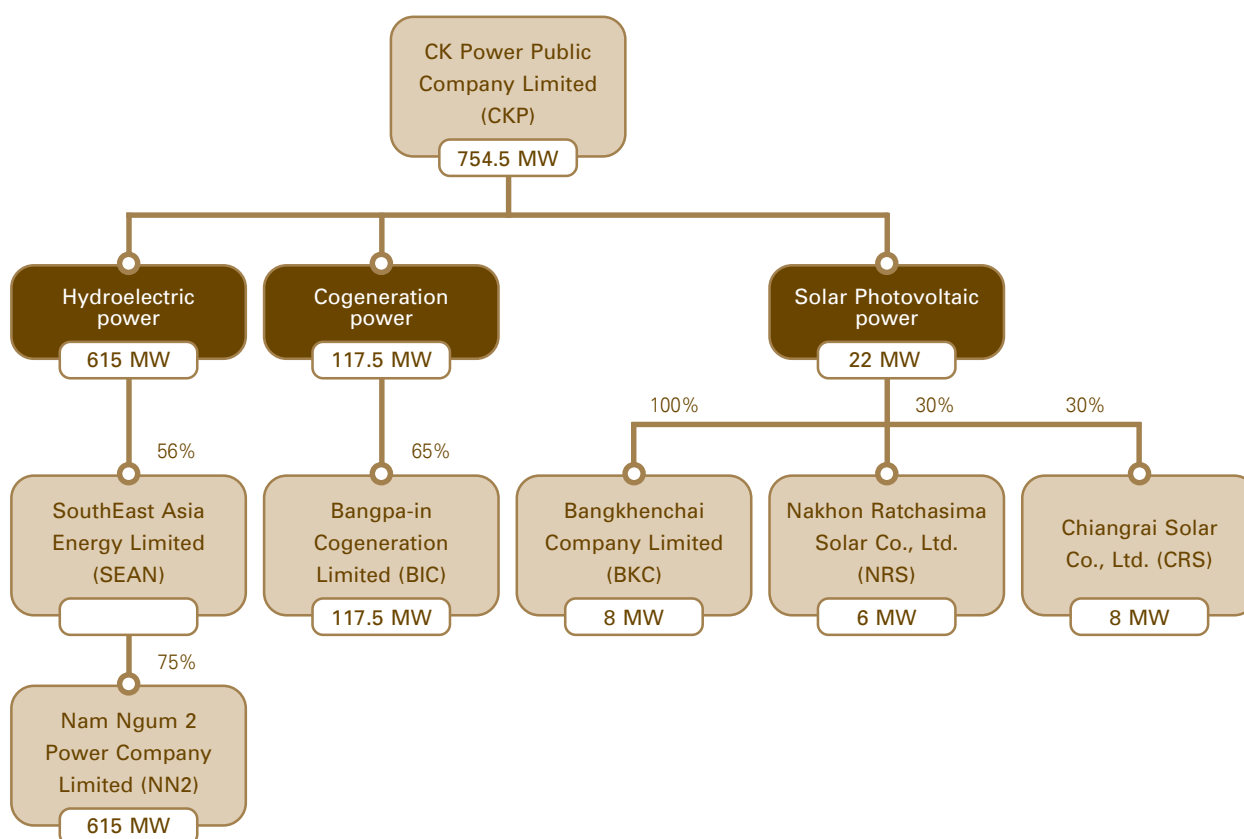 CK Power Public
Company Limited
(CKP)
754.5 MW
Hydroelectric
power
615 MW
Cogeneration
power
117.5 MW
Solar Photovoltaic
power
22 MW
100%
30%
30%
56%
65%
SouthEast Asia
Energy Limited
(SEAN)
Bangpa-in
Cogeneration
Limited (BIC)
117.5 MW
Bangkhenchai
Company Limited
(BKC)
8 MW
Nakhon Ratchasima
Solar Co., Ltd.
(NRS)
6 MW
Chiangrai Solar
Co., Ltd. (CRS)
8 MW
75%
Nam Ngum 2
Power Company
Limited (NN2)
615 MW